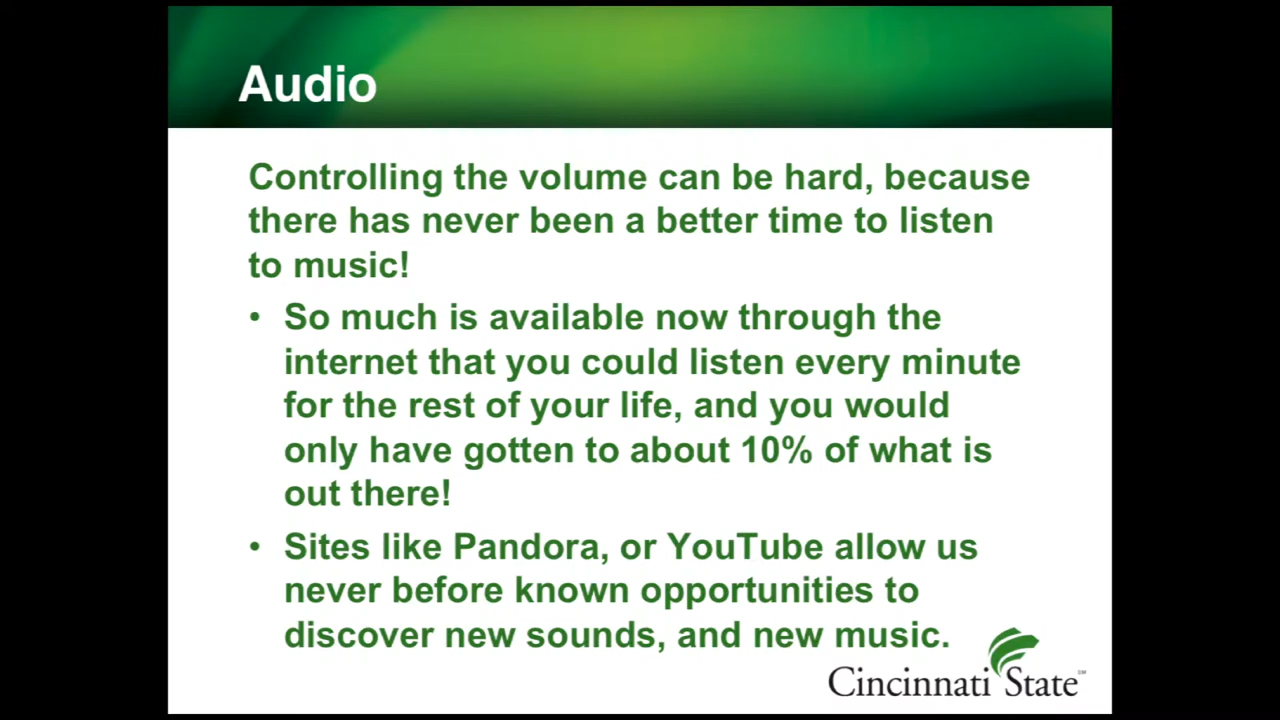 Audio
Controlling the volume can be hard, because
there has never been a better time to listen
to music!
• So much is available now through the
internet that you could listen every minute
for the rest of your life, and you would
only have gotten to about 10% of what is
out there!
• Sites like Pandora, or YouTube allow us
never before known opportunities to
discover new sounds, and new music.
Cincinnati State℠